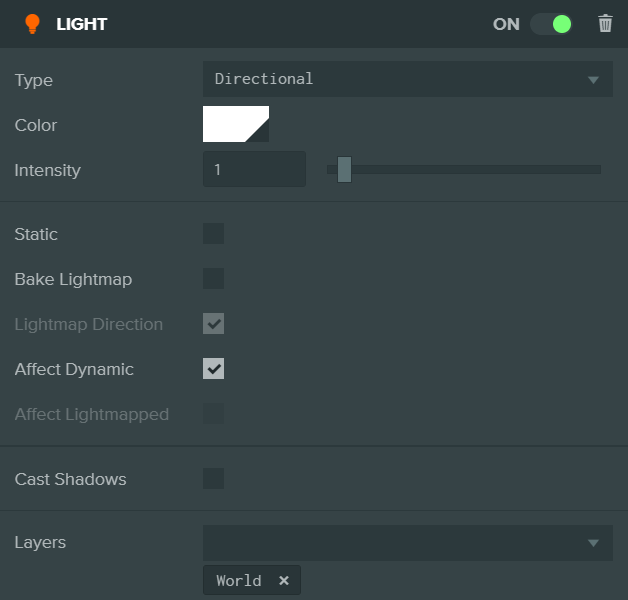 LIGHT ON
Type Directional
Color
Intensity 1
Static
Bake Lightmap
Lightmap Direction
Affect Dynamic
Affect Lightmapped
Cast Shadows
Layers
World ×